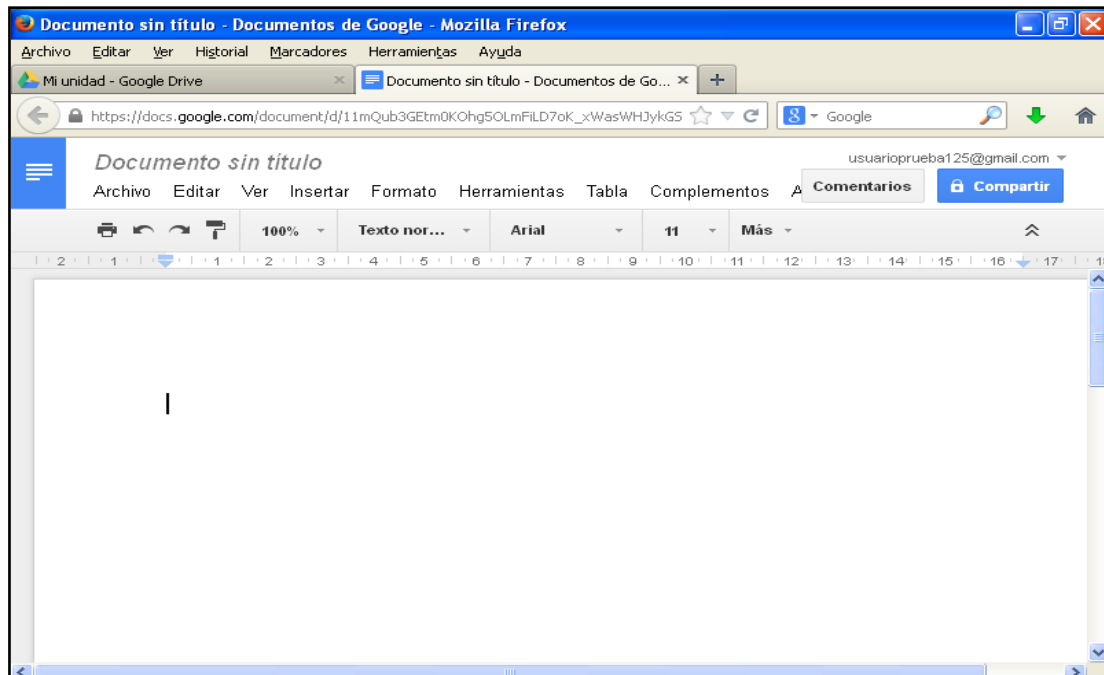 Documento sin título - Documentos de Google - Mozilla Firefox
Archivo Editar Ver Historial Marcadores Herramientas Ayuda
Mi unidad - Google Drive × Documento sin título - Documentos de Go... × +
https://docs.google.com/document/d/11mQub3GEtm0KOhg5OLmFiLD7oK_xWasWHJykGS 8 Google
Documento sin título usuarioprueba125@gmail.com
Archivo Editar Ver Insertar Formato Herramientas Tabla Complementos A Comentarios Compartir
100% Texto nor... Arial 11 Más
2 1 1 2 3 4 5 6 7 8 9 10 11 12 13 14 15 16 17 18